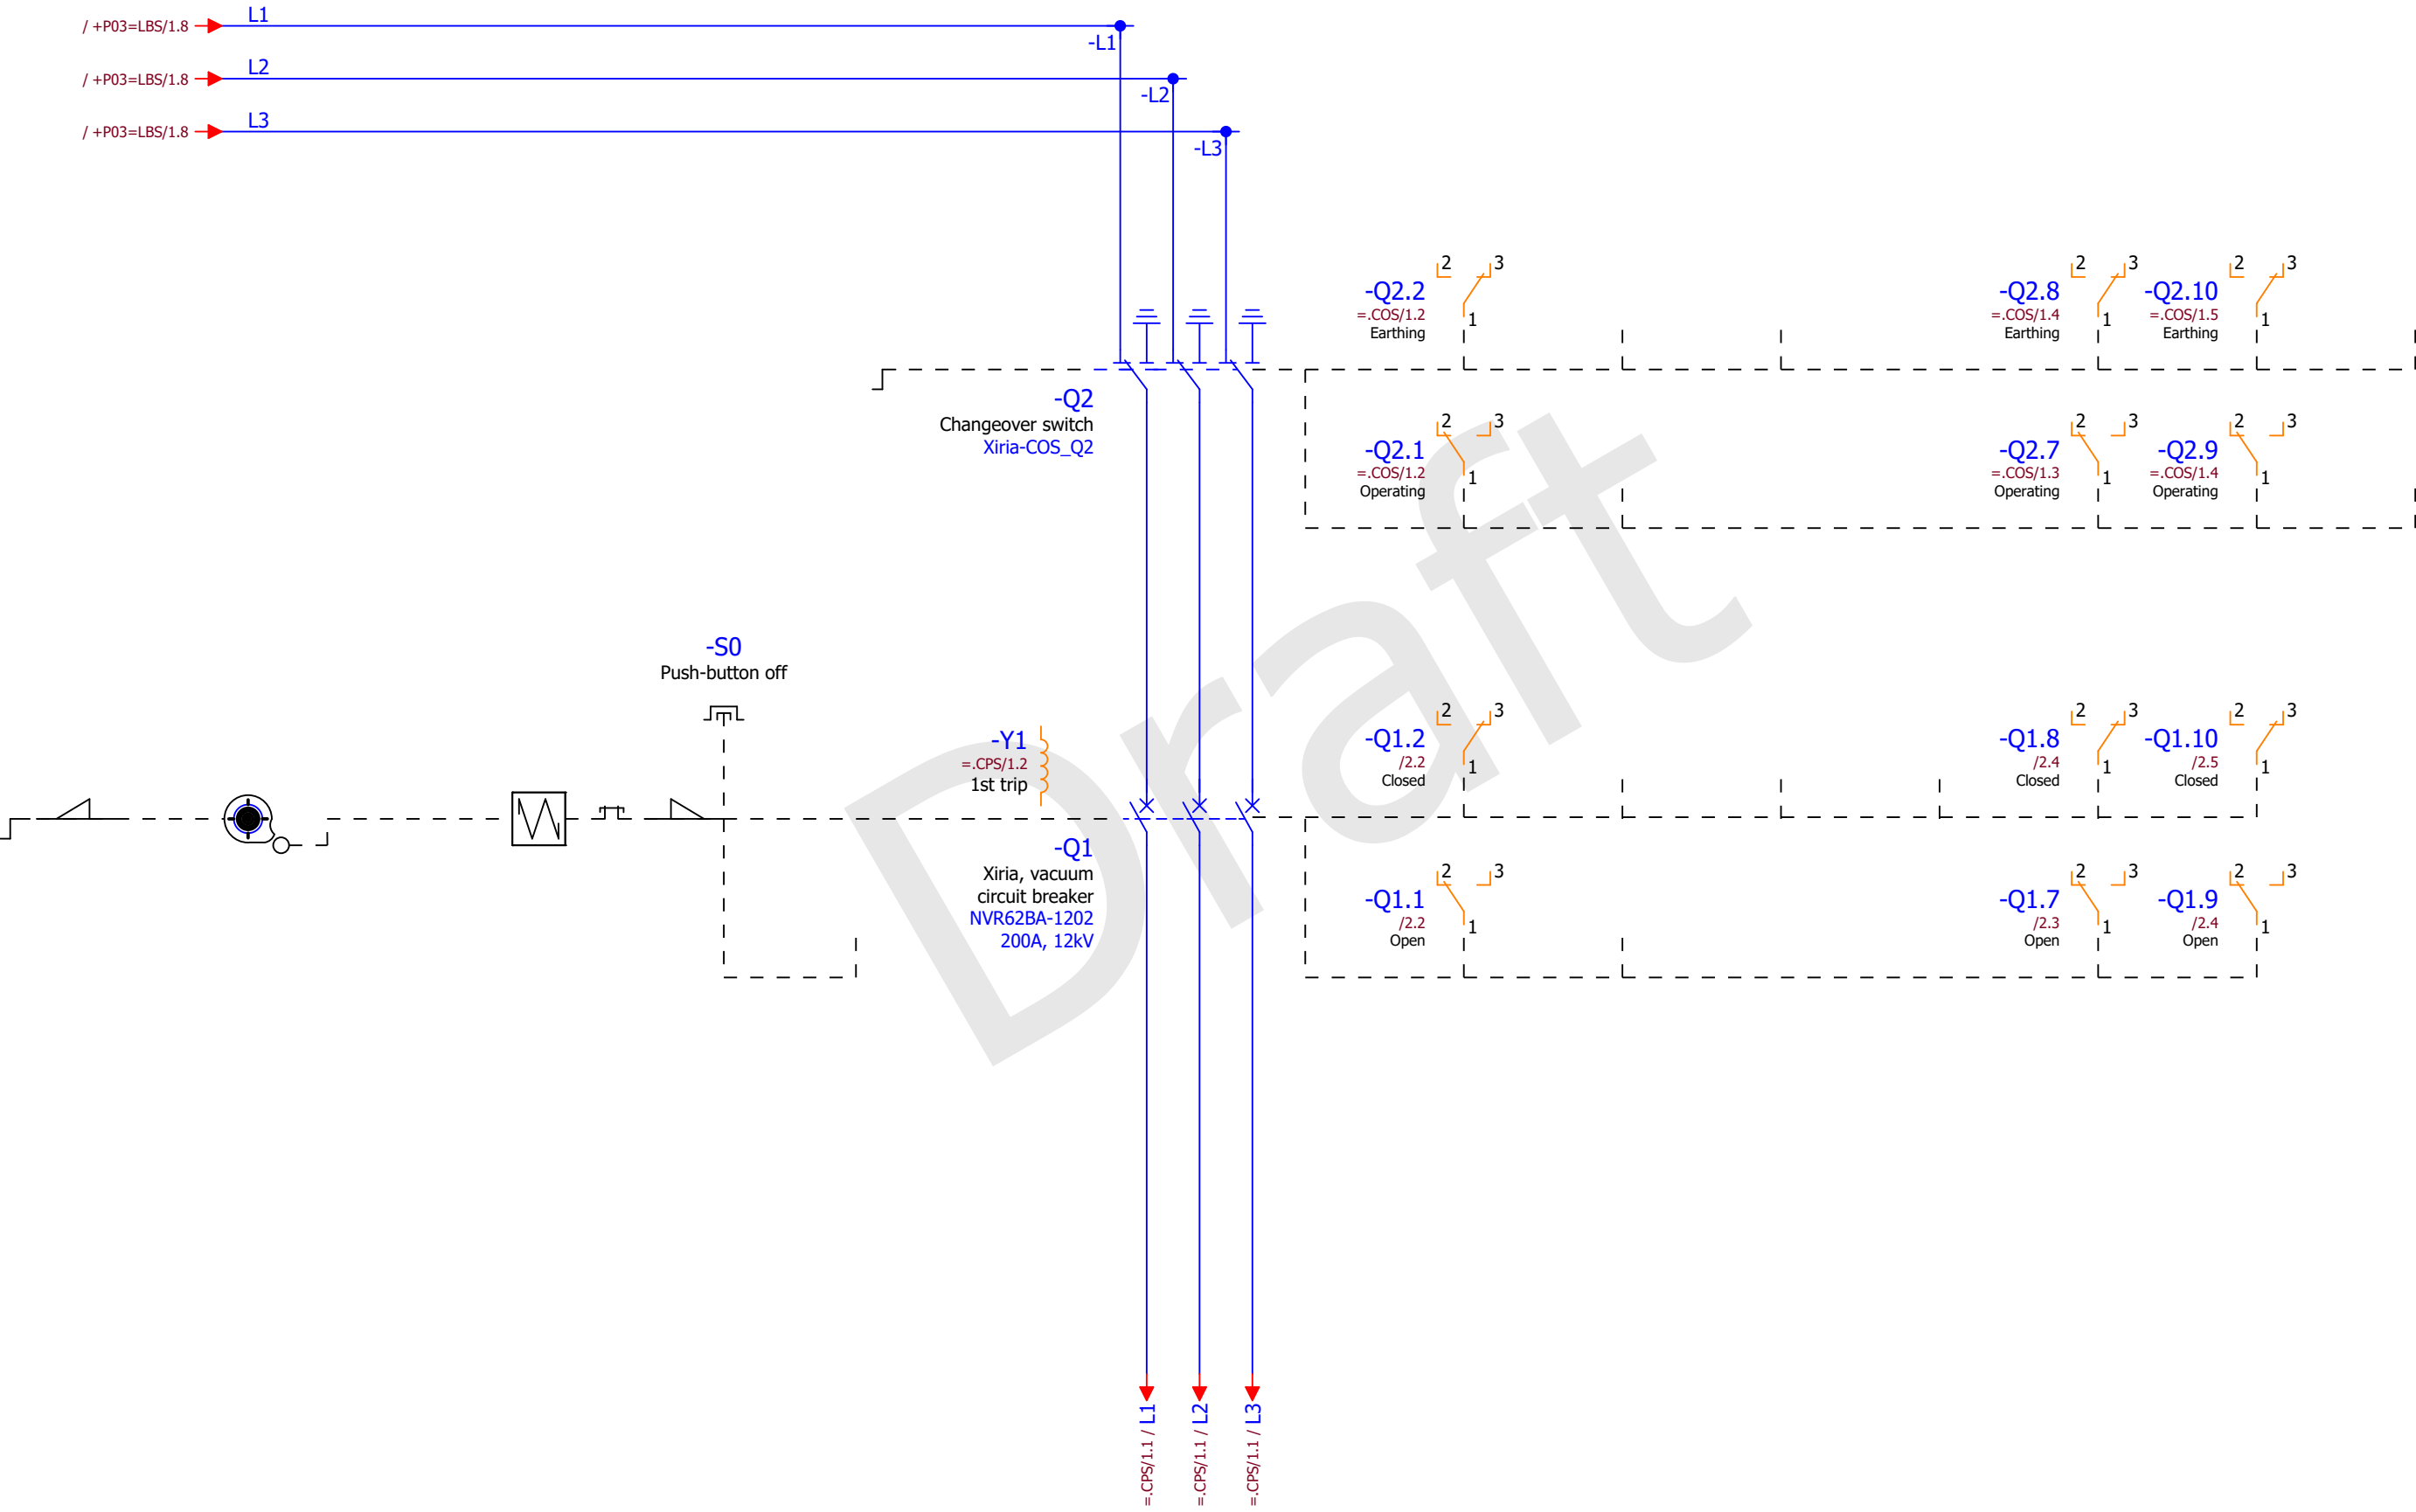 / +P03=LBS/1.8 L1
-L1
/ +P03=LBS/1.8 L2
-L2
/ +P03=LBS/1.8 L3
-L3
2 3
-Q2.2
=.COS/1.2
Earthing
1
2 3
-Q2.8
=.COS/1.4
Earthing
1
2 3
-Q2.10
=.COS/1.5
Earthing
1
-Q2
Changeover switch
Xiria-COS_Q2
2 3
-Q2.1
=.COS/1.2
Operating
1
2 3
-Q2.7
=.COS/1.3
Operating
1
2 3
-Q2.9
=.COS/1.4
Operating
1
Draft
-S0
Push-button off
-Y1
=.CPS/1.2
1st trip
2 3
-Q1.2
/2.2
Closed
1
2 3
-Q1.8
/2.4
Closed
1
2 3
-Q1.10
/2.5
Closed
1
-Q1
Xiria, vacuum
circuit breaker
NVR62BA-1202
200A, 12kV
2 3
-Q1.1
/2.2
Open
1
2 3
-Q1.7
/2.3
Open
1
2 3
-Q1.9
/2.4
Open
1
=.CPS/1.1 / L1
=.CPS/1.1 / L2
=.CPS/1.1 / L3